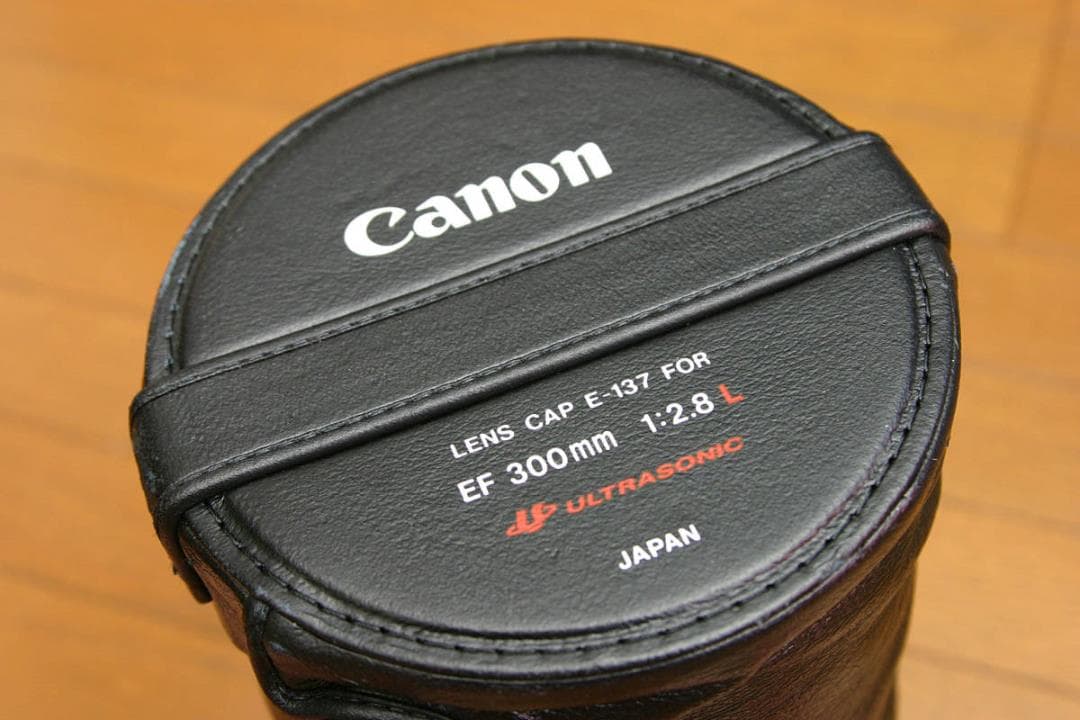 Canon
LENS CAP E-137 FOR
EF 300mm 1:2.8 L
ULTRASONIC
JAPAN